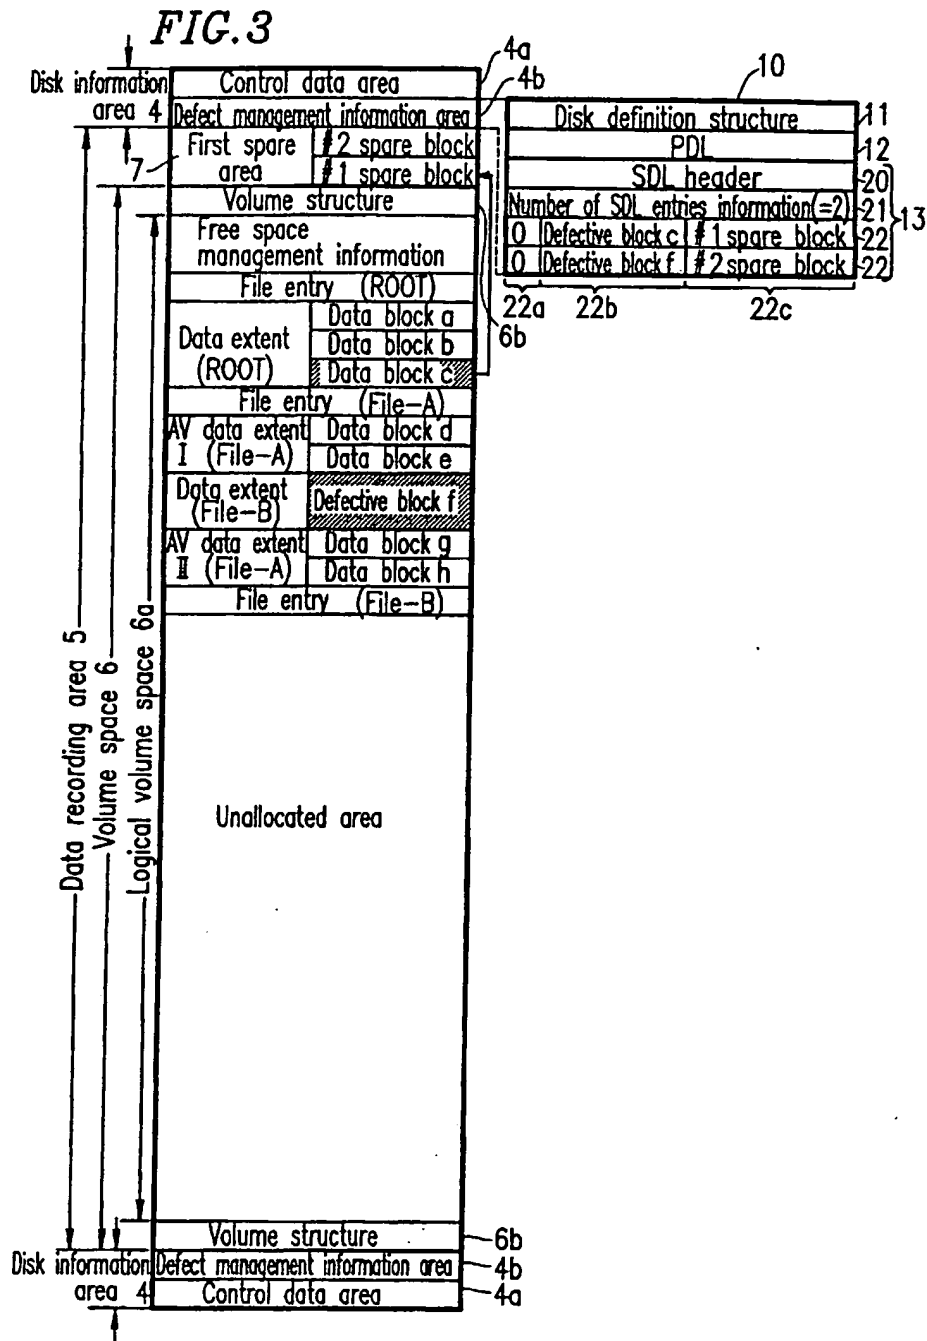 FIG.3
Disk information area 4
Control data area
4a
Defect management information area
4b
7
First spare area
#2 spare block
#1 spare block
Volume structure
6b
Free space management information
File entry (ROOT)
Data extent (ROOT)
Data block a
Data block b
Data block c
File entry (File-A)
AV data extent I (File-A)
Data block d
Data block e
Data extent (File-B)
Defective block f
AV data extent II (File-A)
Data block g
Data block h
File entry (File-B)
Data recording area 5
Volume space 6
Logical volume space 6a
Unallocated area
Volume structure
6b
Disk information area 4
Defect management information area
4b
Control data area
4a
10
Disk definition structure
11
PDL
12
SDL header
20
Number of SDL entries information(=2)
21
13
0 Defective block c #1 spare block
22
0 Defective block f #2 spare block
22
22a 22b 22c